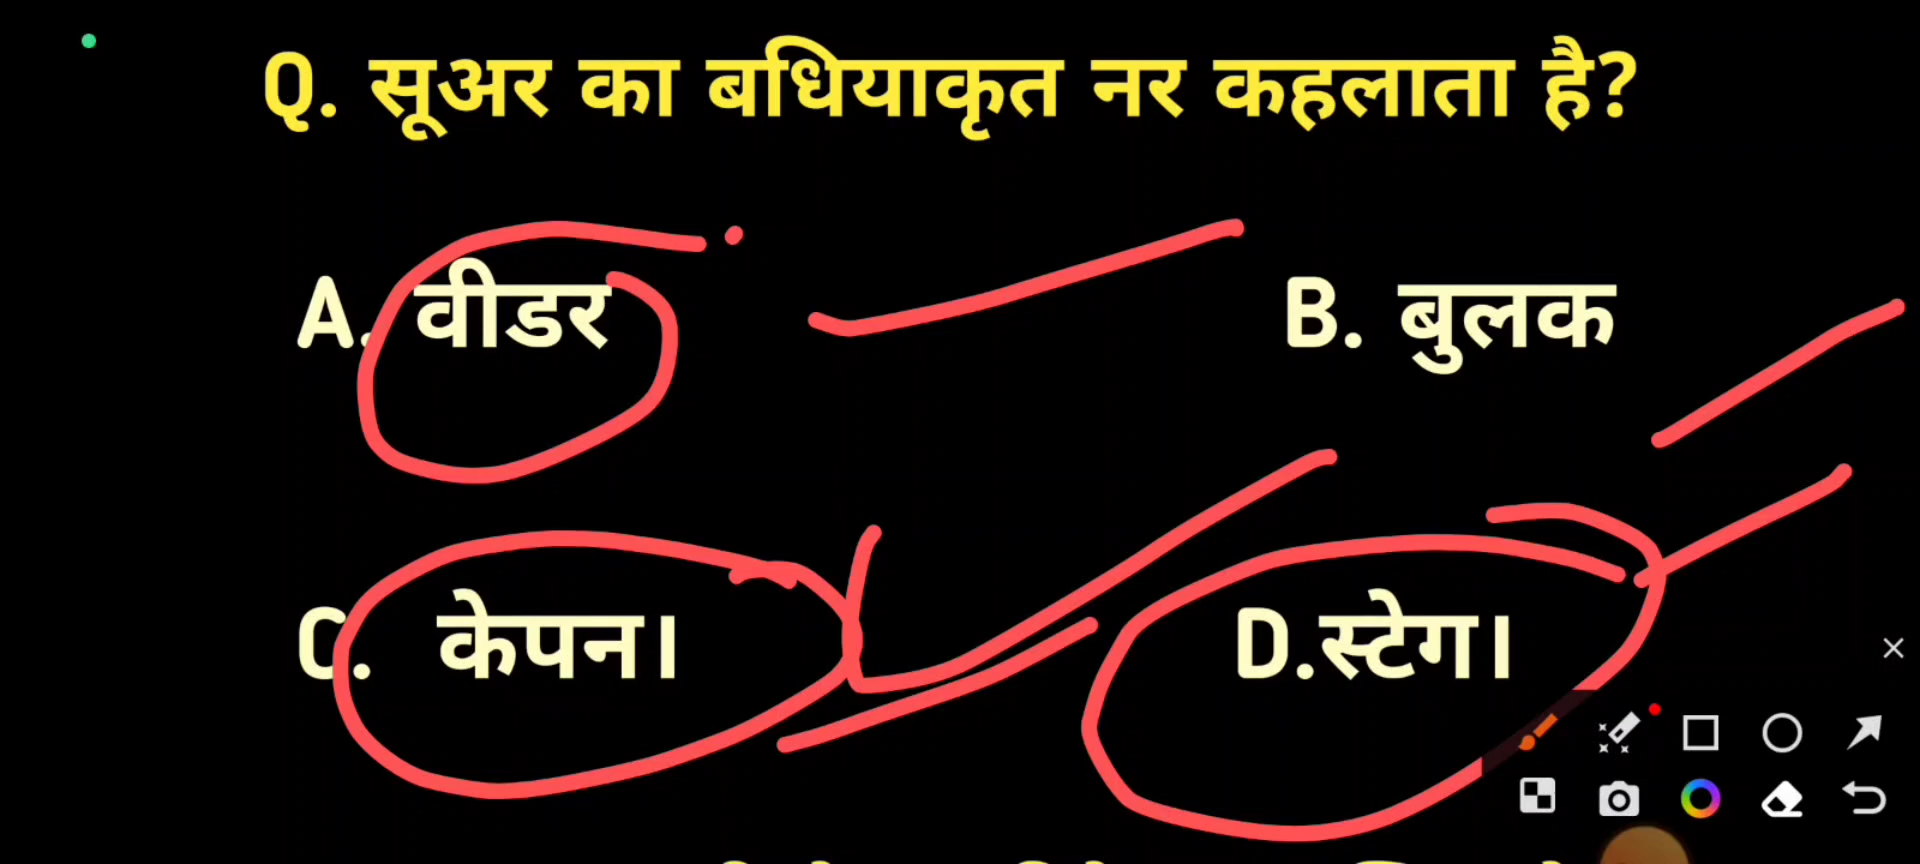 Q. सूअर का बधियाकृत नर कहलाता है?
A. वीडर
B. बुलक
C. केपन।
D.स्टेग।